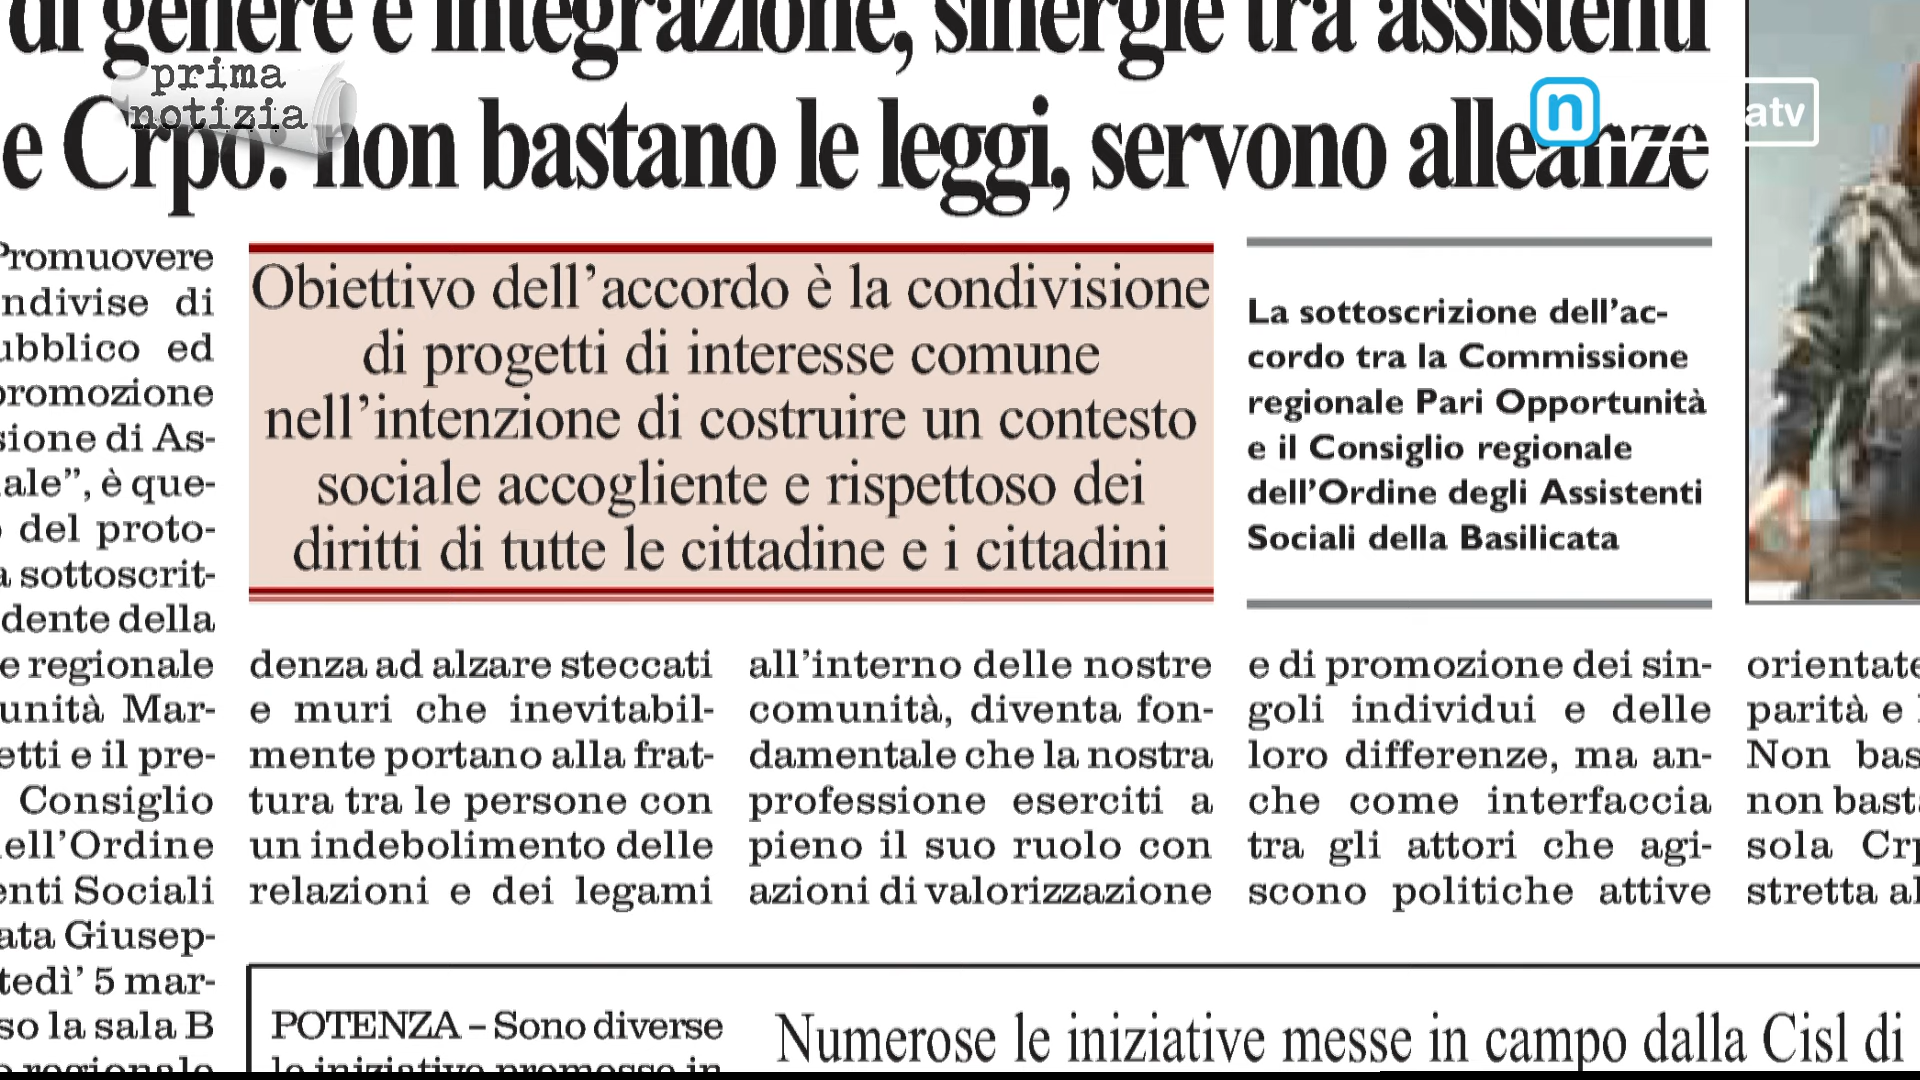 di genere e integrazione, sinergie tra assistenti
e Crpo: non bastano le leggi, servono alleanze
prima
notizia
n
atv
Promuovere
ndivise di
ubblico ed
promozione
sione di As-
ale”, è que-
del proto-
a sottoscrit-
dente della
e regionale
unità Mar-
etti e il pre-
Consiglio
ell'Ordine
enti Sociali
ata Giusep-
tedì’ 5 mar-
so la sala B
regionale
Obiettivo dell’accordo è la condivisione
di progetti di interesse comune
nell’intenzione di costruire un contesto
sociale accogliente e rispettoso dei
diritti di tutte le cittadine e i cittadini
La sottoscrizione dell’ac-
cordo tra la Commissione
regionale Pari Opportunità
e il Consiglio regionale
dell’Ordine degli Assistenti
Sociali della Basilicata
denza ad alzare steccati
e muri che inevitabil-
mente portano alla frat-
tura tra le persone con
un indebolimento delle
relazioni e dei legami
all’interno delle nostre
comunità, diventa fon-
damentale che la nostra
professione eserciti a
pieno il suo ruolo con
azioni di valorizzazione
e di promozione dei sin-
goli individui e delle
loro differenze, ma an-
che come interfaccia
tra gli attori che agi-
scono politiche attive
orientate
parità e
Non bas
non bast
sola Crp
stretta al
POTENZA – Sono diverse
le iniziative promosse in
Numerose le iniziative messe in campo dalla Cisl di